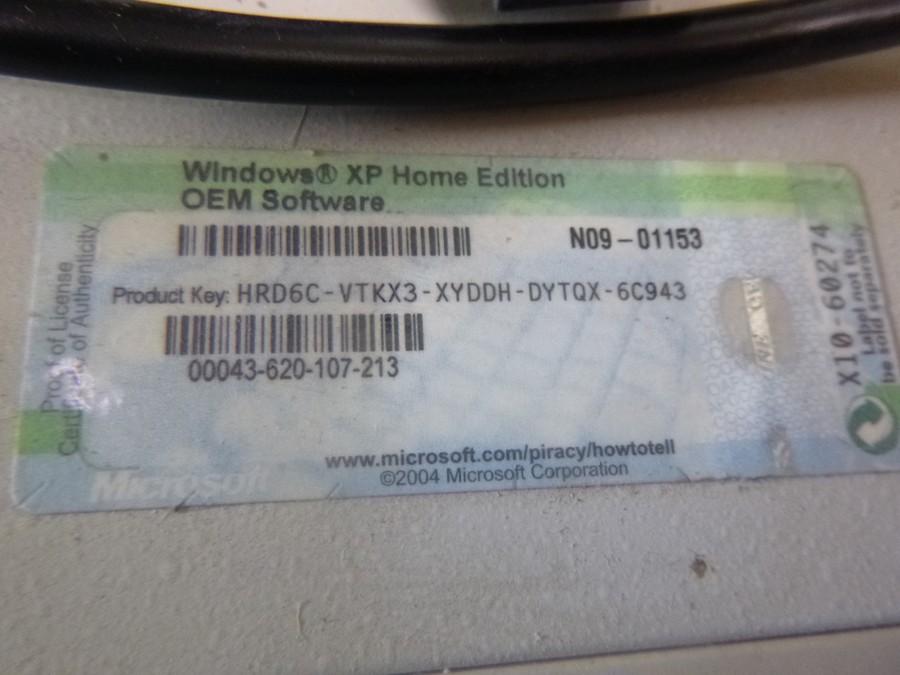 Windows® XP Home Edition
OEM Software
N09-01153
Product Key: HRD6C-VTKX3-XYDDH-DYTQX-6C943
00043-620-107-213
www.microsoft.com/piracy/howtotell
©2004 Microsoft Corporation
Microsoft
Proof of License
Certificate of Authenticity
X10-60274
Label not to
be sold separately